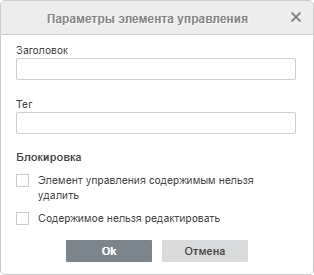 Параметры элемента управления
Заголовок
Тег
Блокировка
Элемент управления содержимым нельзя
удалить
Содержимое нельзя редактировать
Ok
Отмена